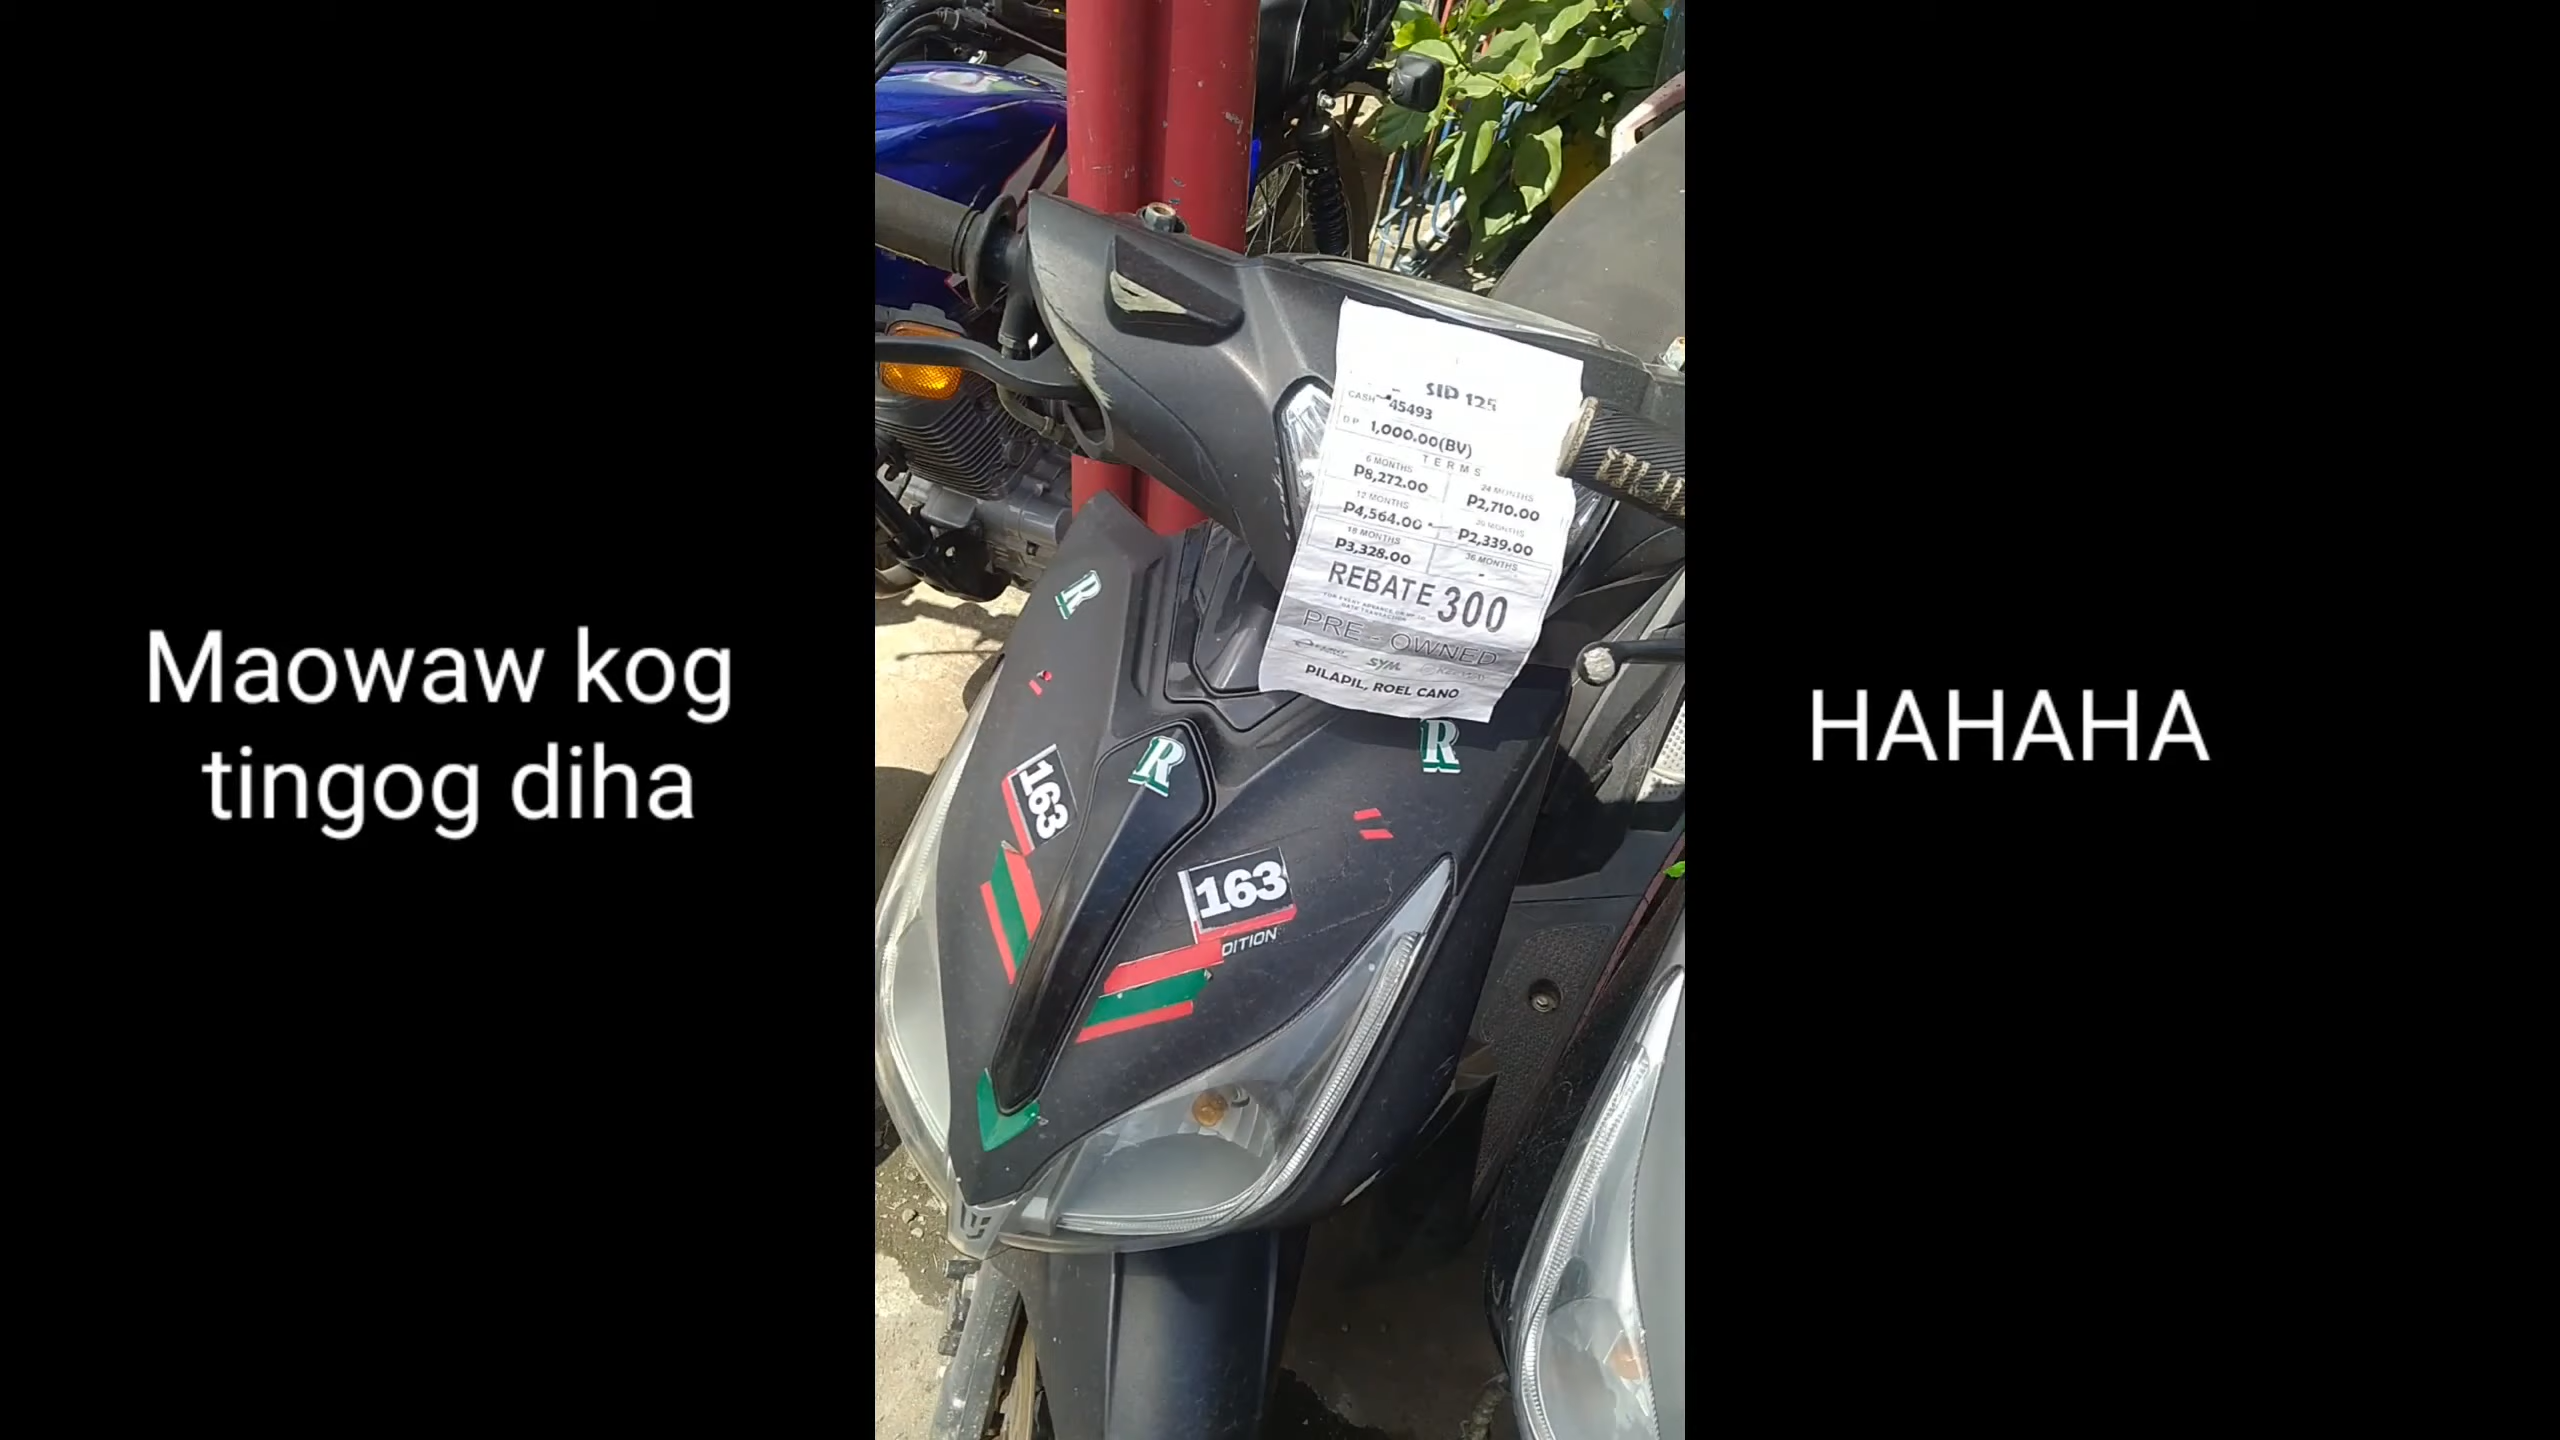 Maowaw kog
tingog diha
SIP 125
CASH 45493
DP 1,000.00(BV)
TERMS
6 MONTHS
P8,272.00
12 MONTHS
P4,564.00
18 MONTHS
P3,328.00
24 MONTHS
P2,710.00
30 MONTHS
P2,339.00
36 MONTHS
-
REBATE 300
PRE - OWNED
SYM
PILAPIL, ROEL CANO
R
R
R
163
163
DITION
HAHAHA